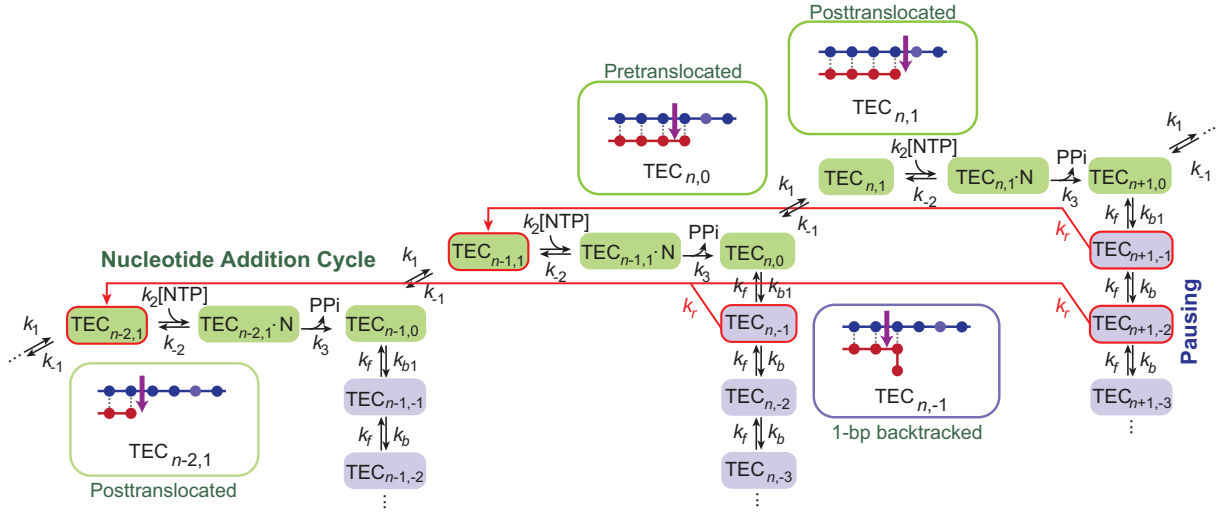 Posttranslocated
TEC n,1
Pretranslocated
TEC n,0
k1
k-1
...
k2[NTP]
PPi
TEC n,1
TEC n,1·N
TEC n+1,0
k-2
k3
k1
k-1
kf
kb1
kr
TEC n+1,-1
k2[NTP]
PPi
TEC n-1,1
TEC n-1,1·N
TEC n,0
k-2
k3
Nucleotide Addition Cycle
k1
k-1
kf
kb1
kf
kb
kr
kr
TEC n,-1
TEC n+1,-2
Pausing
k2[NTP]
PPi
k1
k-1
...
TEC n-2,1
TEC n-2,1·N
TEC n-1,0
k-2
k3
kf
kb1
kf
kb
kf
kb
TEC n-1,-1
TEC n,-2
TEC n+1,-3
...
TEC n,-1
1-bp backtracked
kf
kb
kf
kb
TEC n-2,1
Posttranslocated
TEC n-1,-2
TEC n,-3
...
...